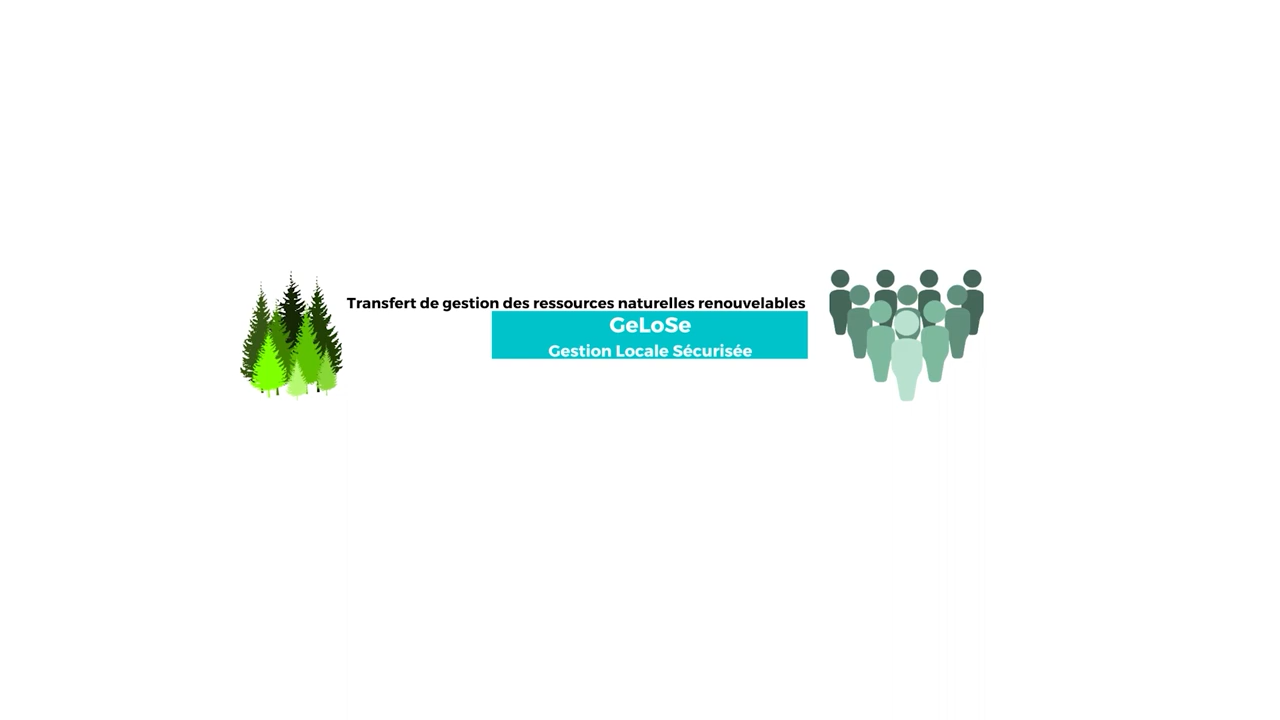 Transfert de gestion des ressources naturelles renouvelables
GeLoSe
Gestion Locale Sécurisée